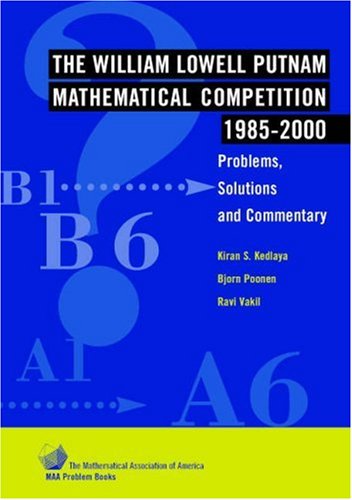 THE WILLIAM LOWELL PUTNAM
MATHEMATICAL COMPETITION
1985-2000
Problems,
Solutions
and Commentary
B1
B6
Kiran S. Kedlaya
Bjorn Poonen
Ravi Vakil
A1
A6
The Mathematical Association of America
MAA Problem Books